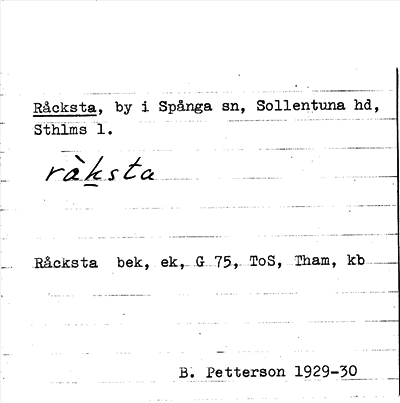 Råcksta, by i Spånga sn, Sollentuna hd,
Sthlms l.
ràksta
Råcksta bek, ek, G 75, ToS, Tham, kb
B. Petterson 1929-30